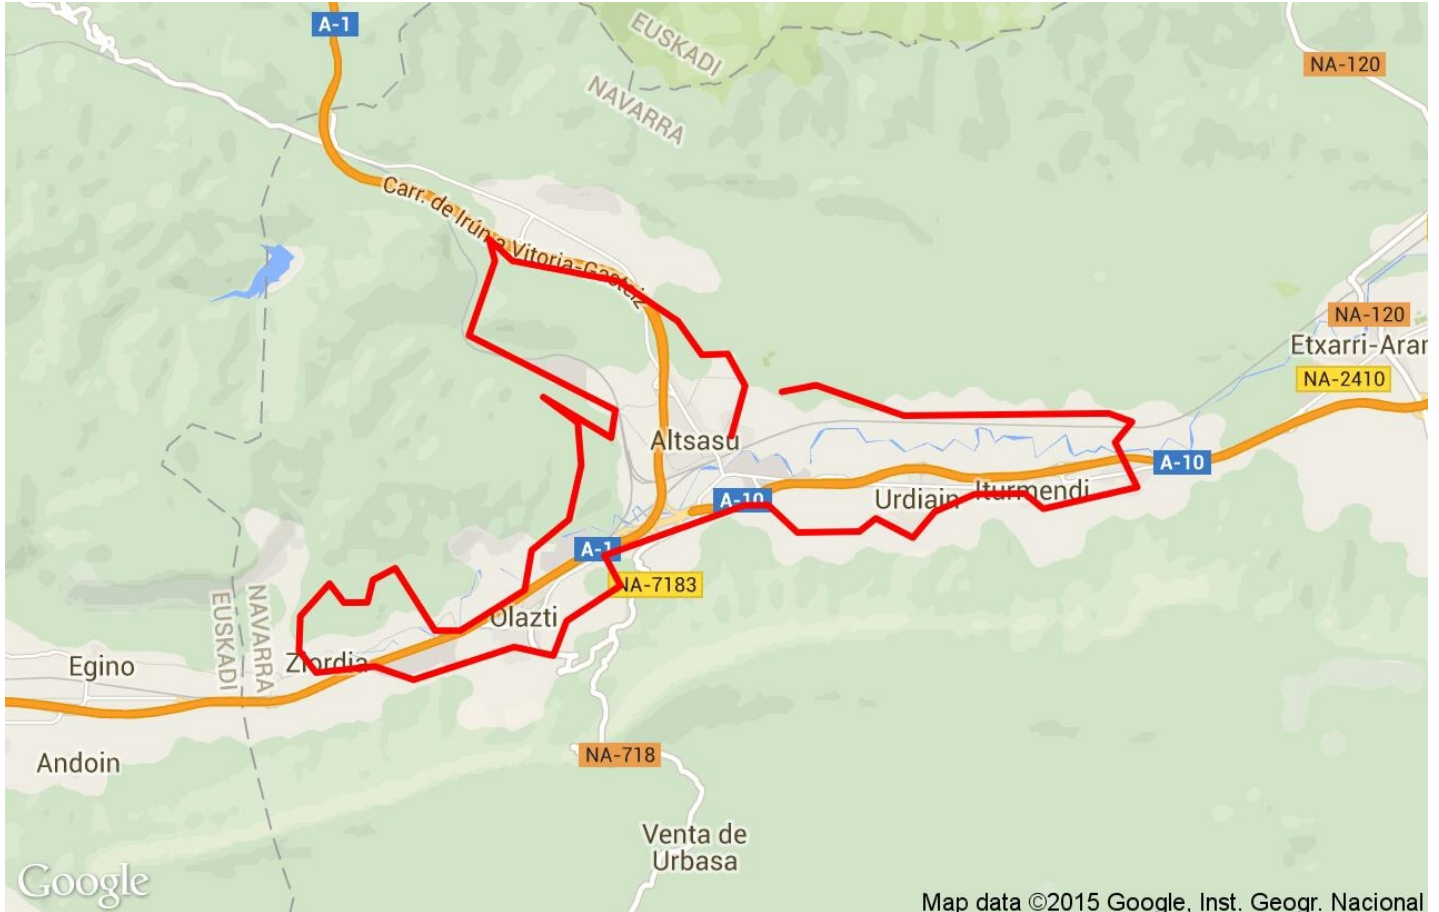 A-1
EUSKADI
NAVARRA
NA-120
Carr. de Irún a Vitoria-Gasteiz
NA-120
Etxarri-Arar
NA-2410
Altsasu
A-10
A-10
Urdiain
Iturmendi
A-1
NA-7183
NAVARRA
EUSKADI
Olazti
Ziordia
Egino
Andoin
NA-718
Venta de
Urbasa
Google
Map data ©2015 Google, Inst. Geogr. Nacional